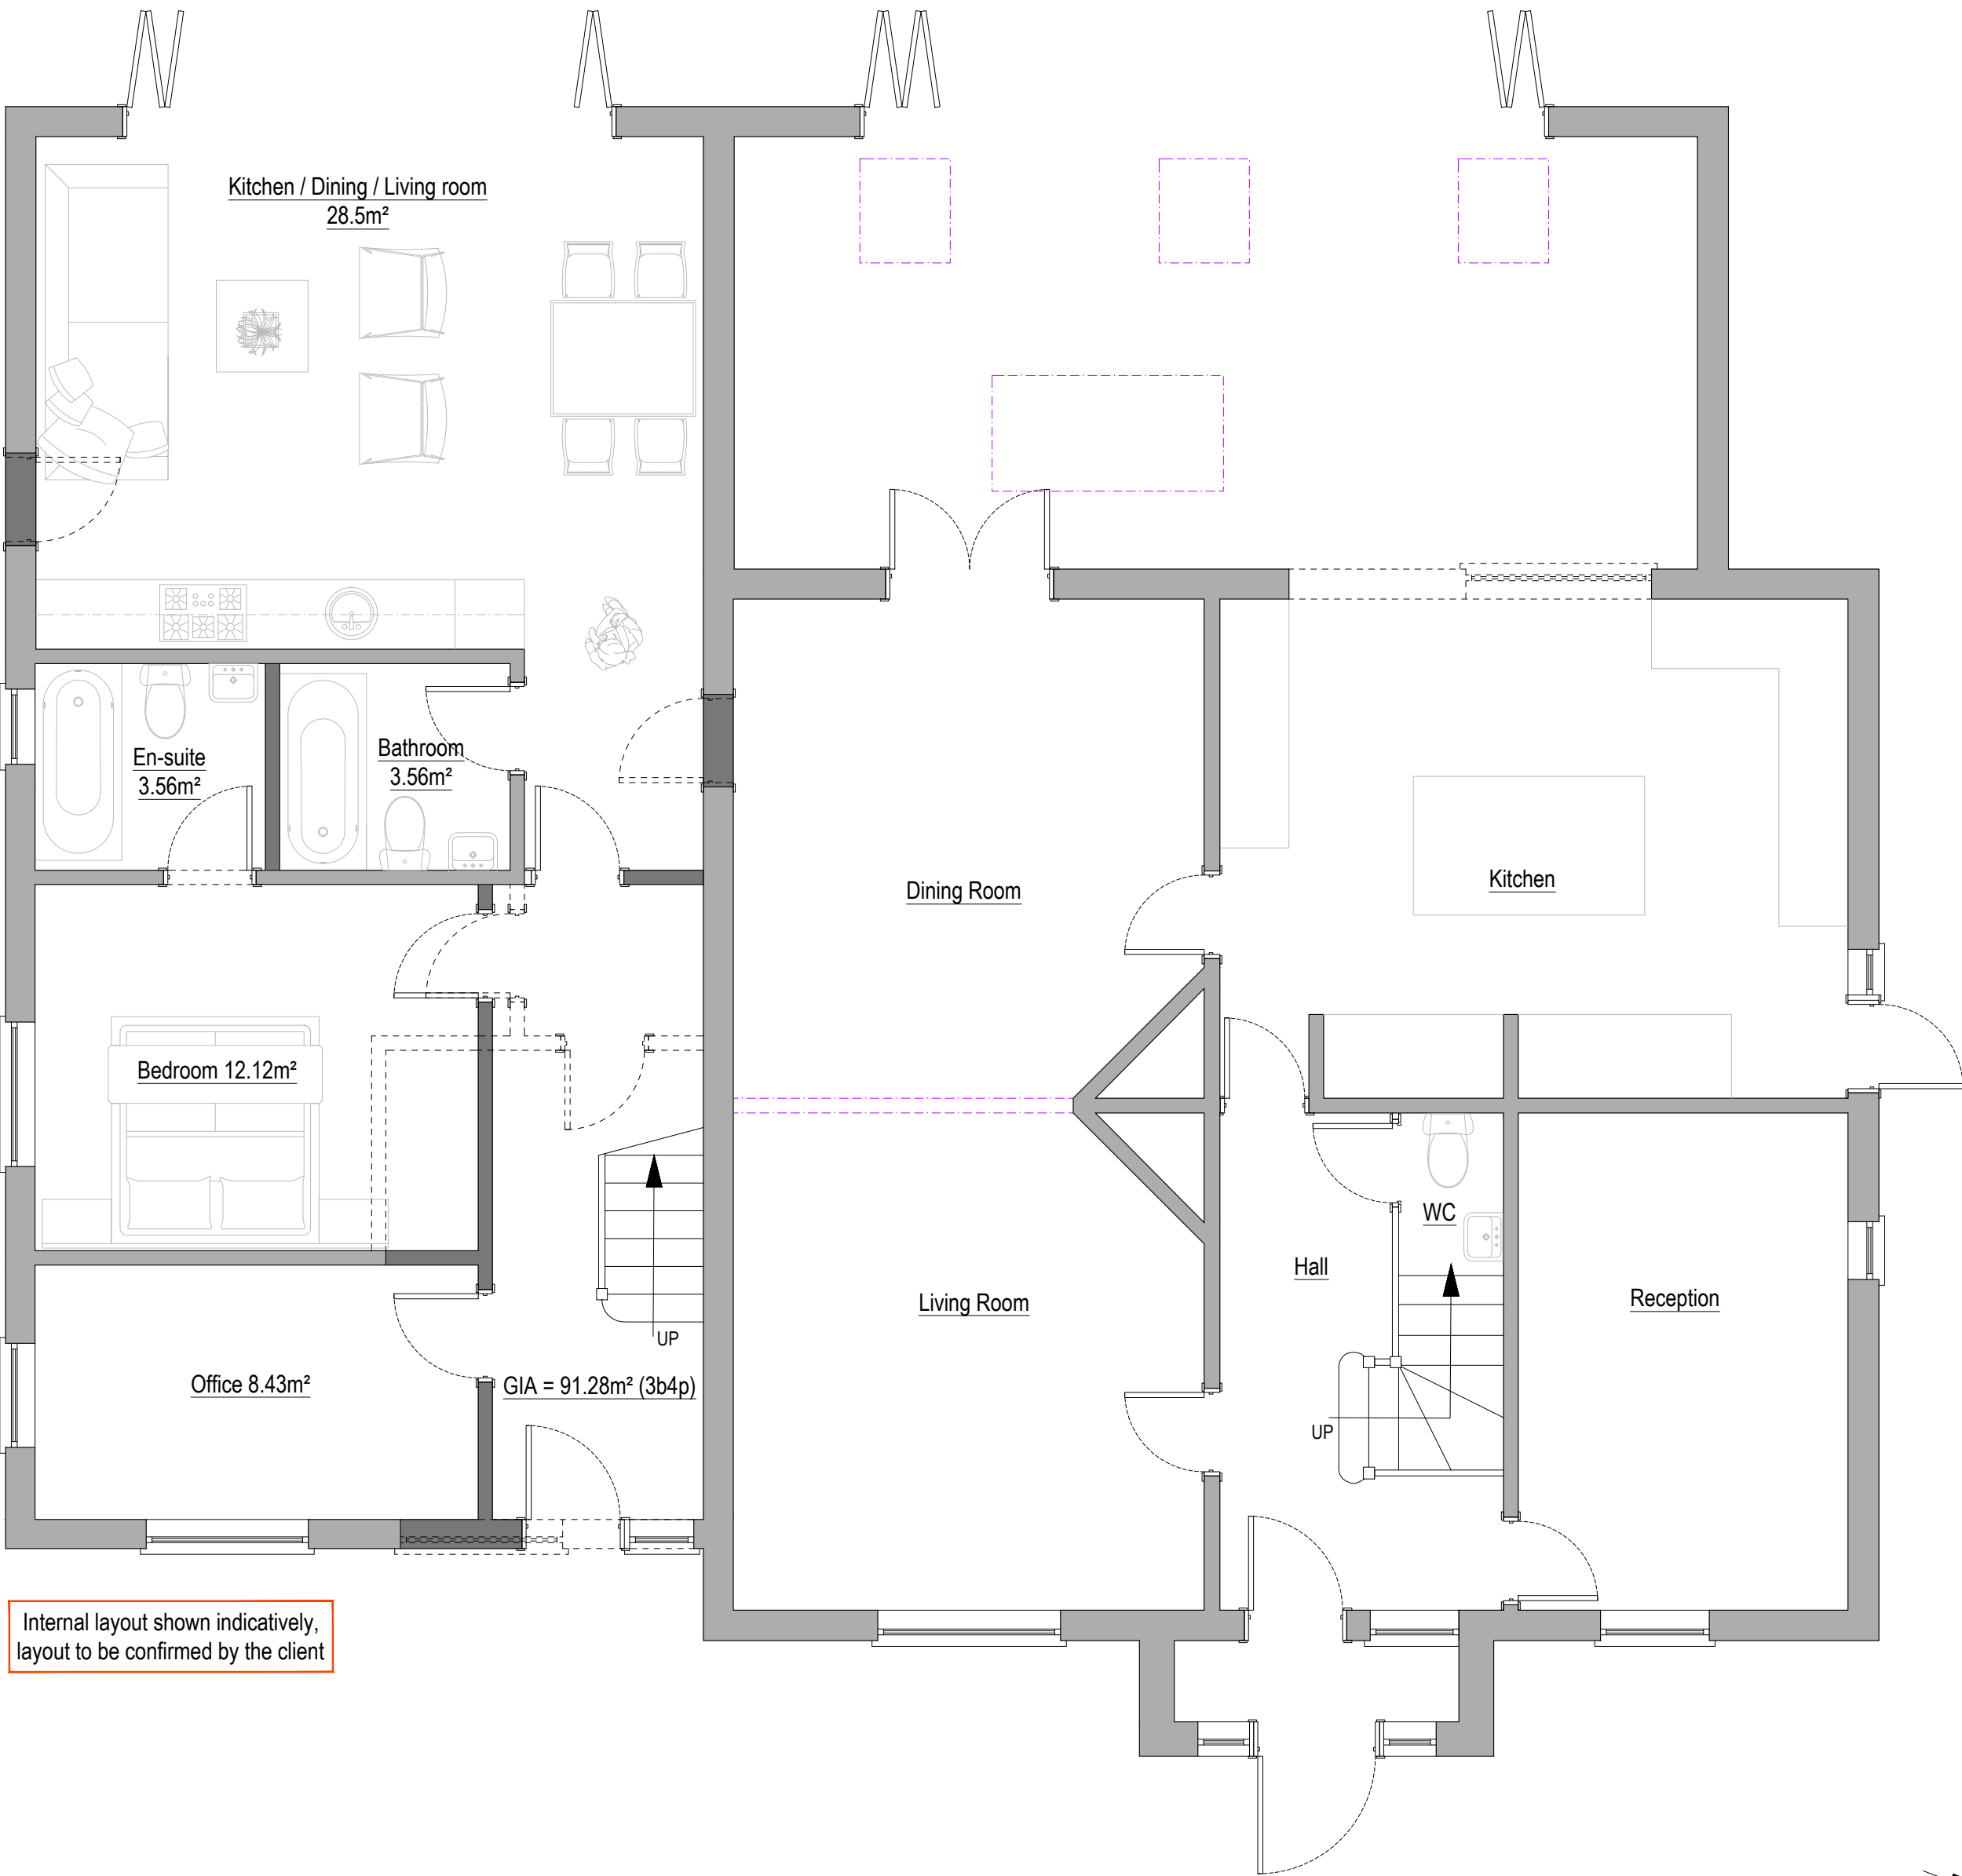 Kitchen / Dining / Living room
28.5m²
En-suite
3.56m²
Bathroom
3.56m²
Dining Room
Kitchen
Bedroom 12.12m²
WC
Hall
Living Room
Reception
UP
Office 8.43m²
GIA = 91.28m² (3b4p)
UP
Internal layout shown indicatively,
layout to be confirmed by the client